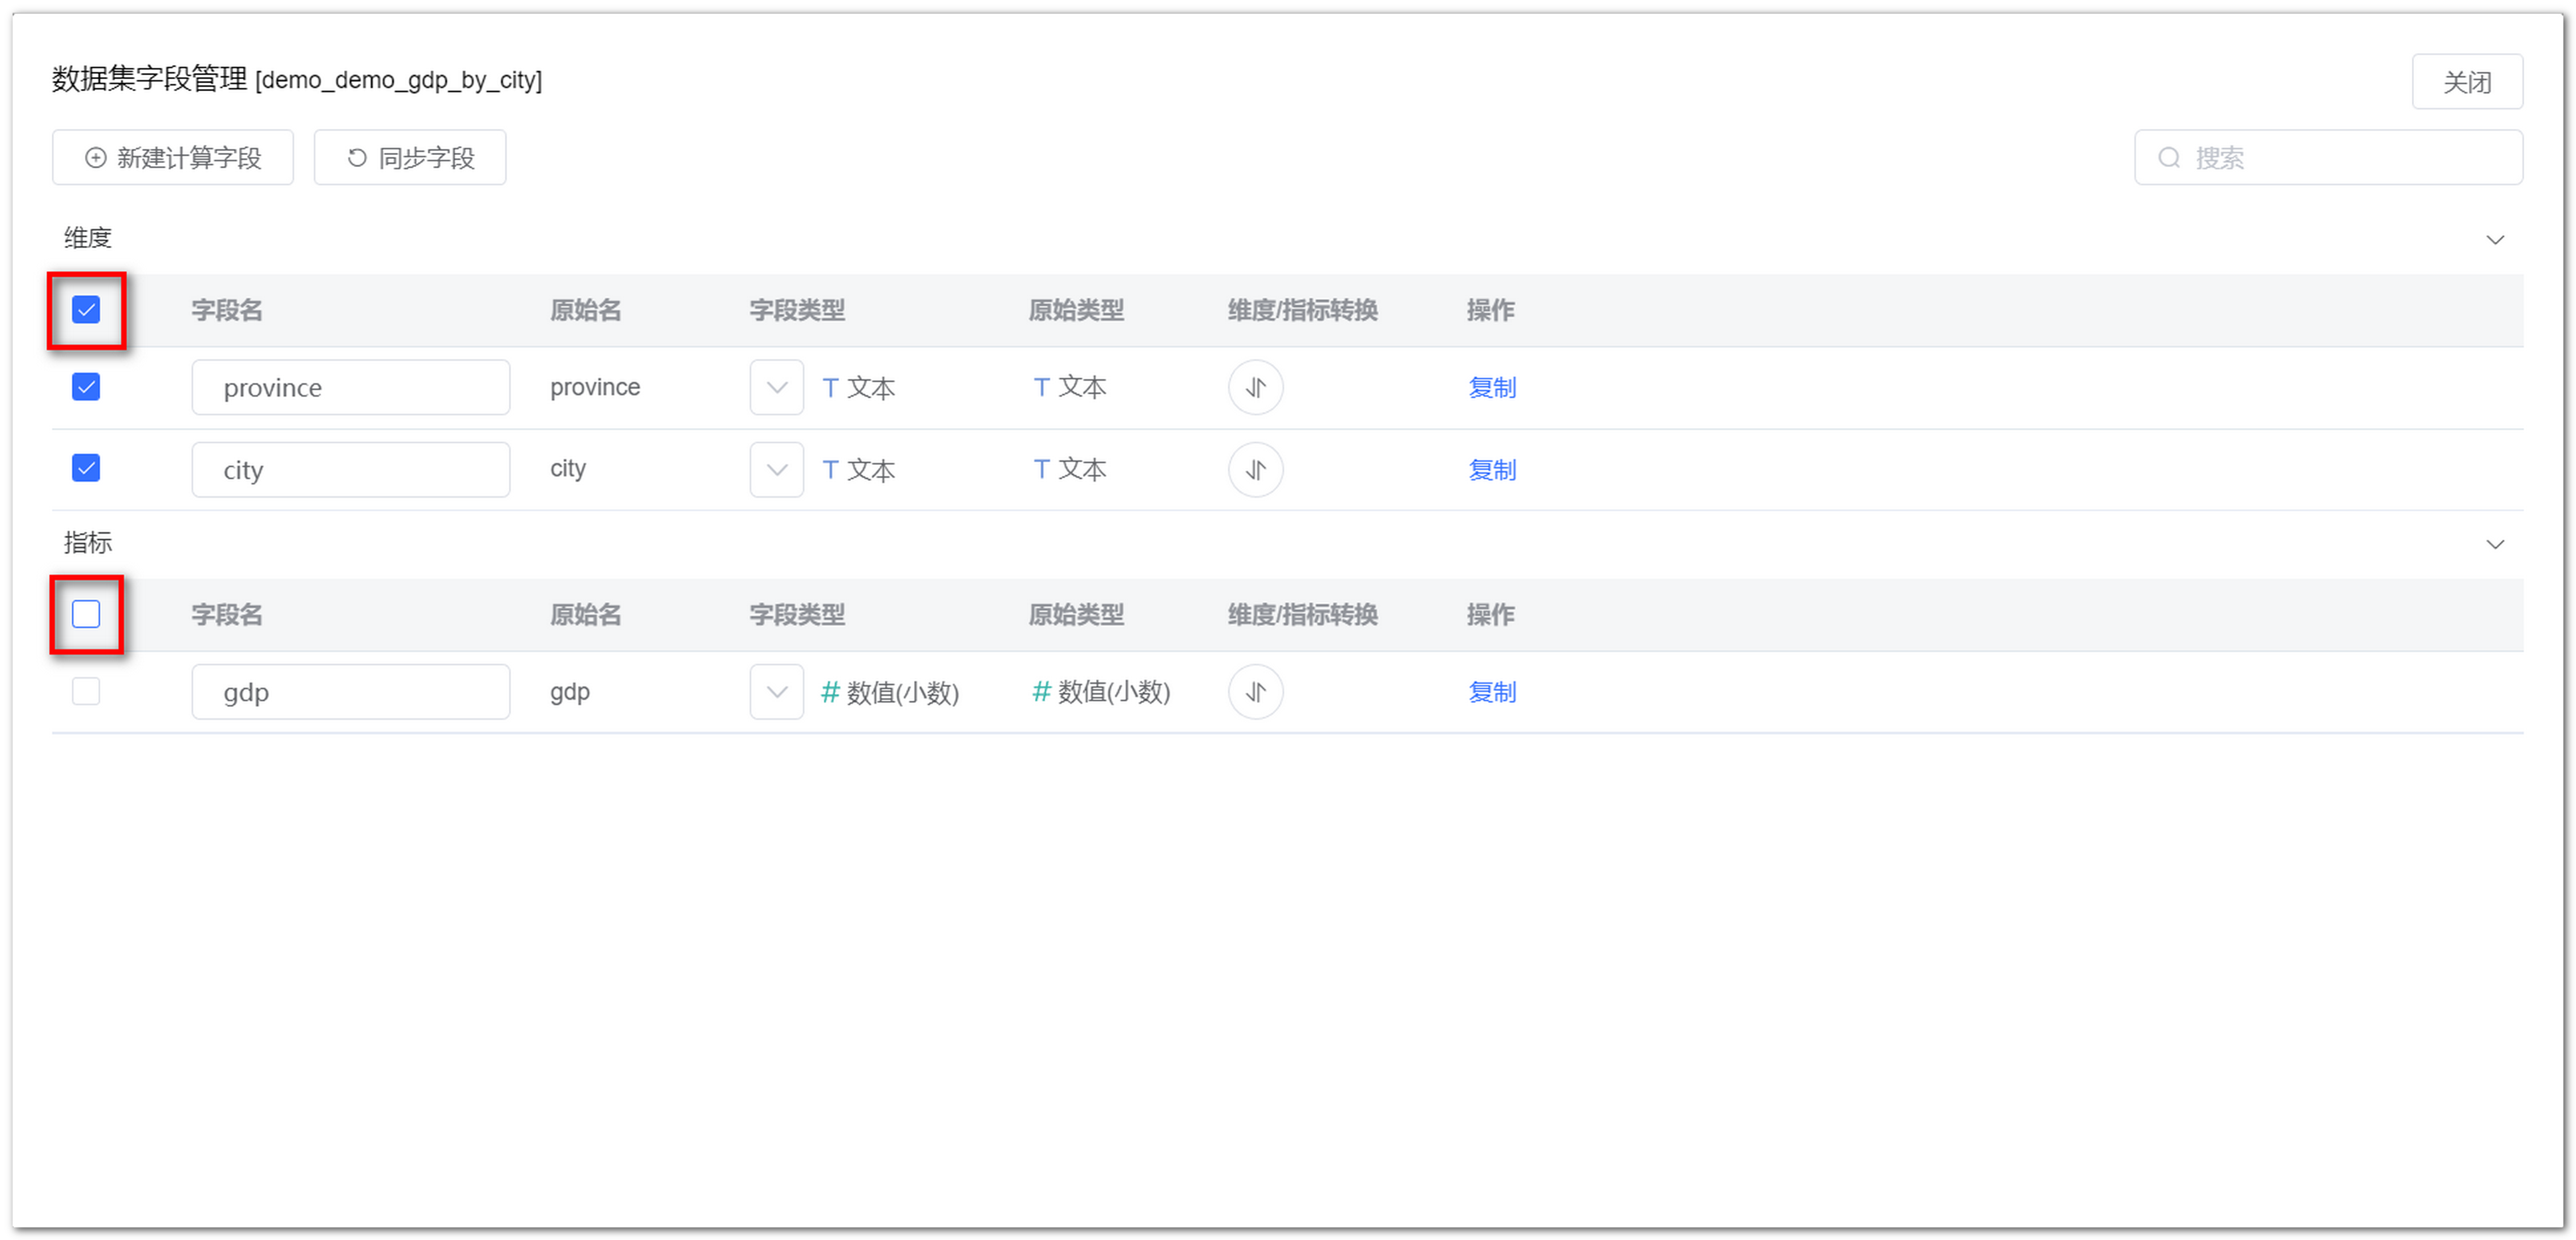 数据集字段管理 [demo_demo_gdp_by_city]
关闭
新建计算字段 同步字段 搜索
维度
字段名 原始名 字段类型 原始类型 维度/指标转换 操作
province province T 文本 T 文本 复制
city city T 文本 T 文本 复制
指标
字段名 原始名 字段类型 原始类型 维度/指标转换 操作
gdp gdp # 数值(小数) # 数值(小数) 复制